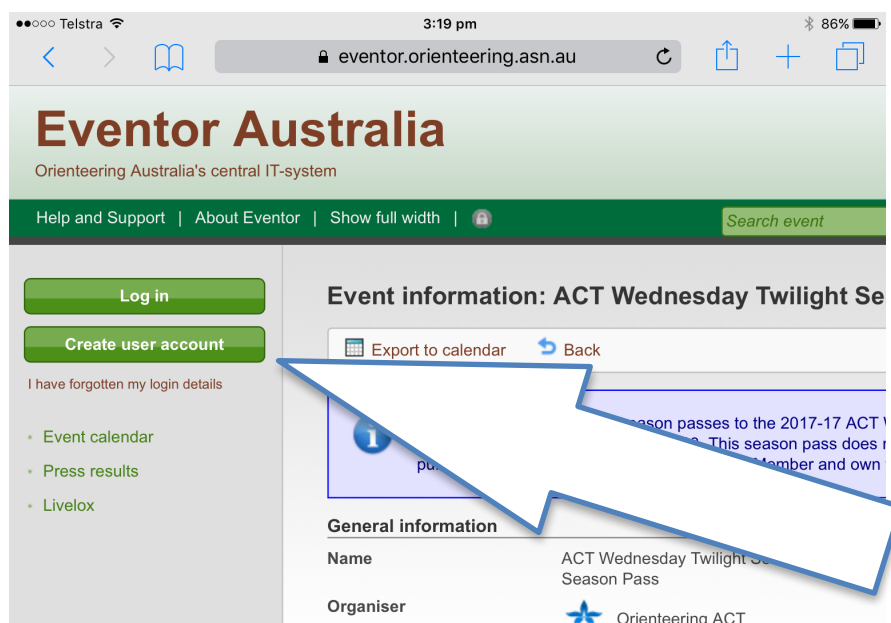 Telstra 3:19 pm 86%
eventor.orienteering.asn.au
Eventor Australia
Orienteering Australia's central IT-system
Help and Support | About Eventor | Show full width |
Search event
Log in
Create user account
I have forgotten my login details
• Event calendar
• Press results
• Livelox
Event information: ACT Wednesday Twilight Se
Export to calendar Back
season passes to the 2017-17 ACT
This season pass does
Member and own
General information
Name ACT Wednesday Twilight
Season Pass
Organiser Orienteering ACT